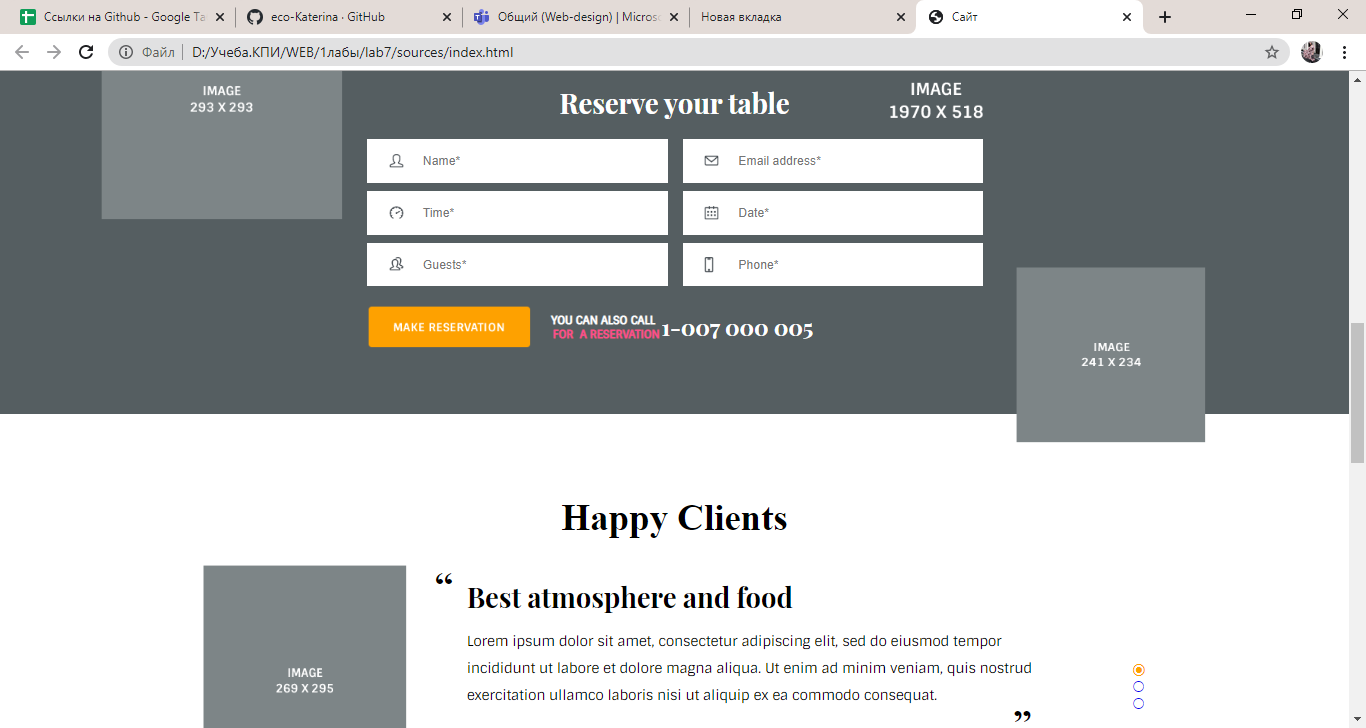 Ссылки на Github - Google Та
eco-Katerina · GitHub
Общий (Web-design) | Microsc
Новая вкладка
Сайт
Файл
D:/Учеба.КПИ/WEB/1лабы/lab7/sources/index.html
IMAGE
293 X 293
Reserve your table
IMAGE
1970 X 518
Name*
Email address*
Time*
Date*
Guests*
Phone*
MAKE RESERVATION
YOU CAN ALSO CALL
FOR A RESERVATION
1-007 000 005
IMAGE
241 X 234
Happy Clients
“
Best atmosphere and food
Lorem ipsum dolor sit amet, consectetur adipiscing elit, sed do eiusmod tempor
incididunt ut labore et dolore magna aliqua. Ut enim ad minim veniam, quis nostrud
exercitation ullamco laboris nisi ut aliquip ex ea commodo consequat.
”
IMAGE
269 X 295